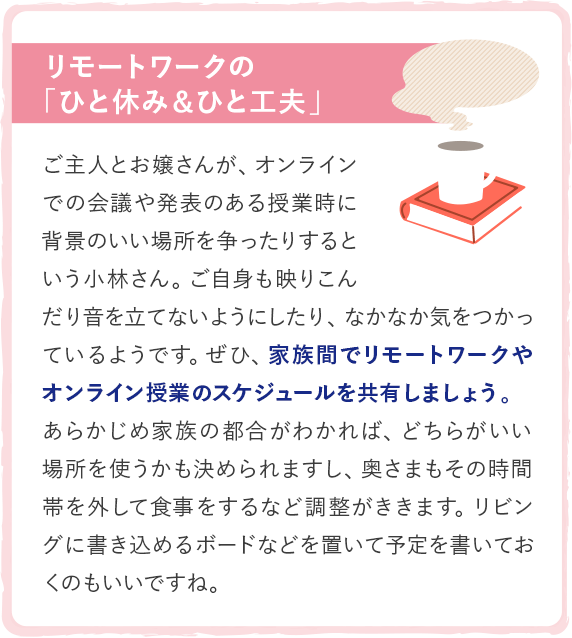 リモートワークの
「ひと休み＆ひと工夫」
ご主人とお嬢さんが、オンライン
での会議や発表のある授業時に
背景のいい場所を争ったりすると
いう小林さん。ご自身も映りこん
だり音を立てないようにしたり、なかなか気をつかっ
ているようです。ぜひ、家族間でリモートワークや
オンライン授業のスケジュールを共有しましょう。
あらかじめ家族の都合がわかれば、どちらがいい
場所を使うかも決められますし、奥さまもその時間
帯を外して食事をするなど調整がききます。リビン
グに書き込めるボードなどを置いて予定を書いてお
くのもいいですね。